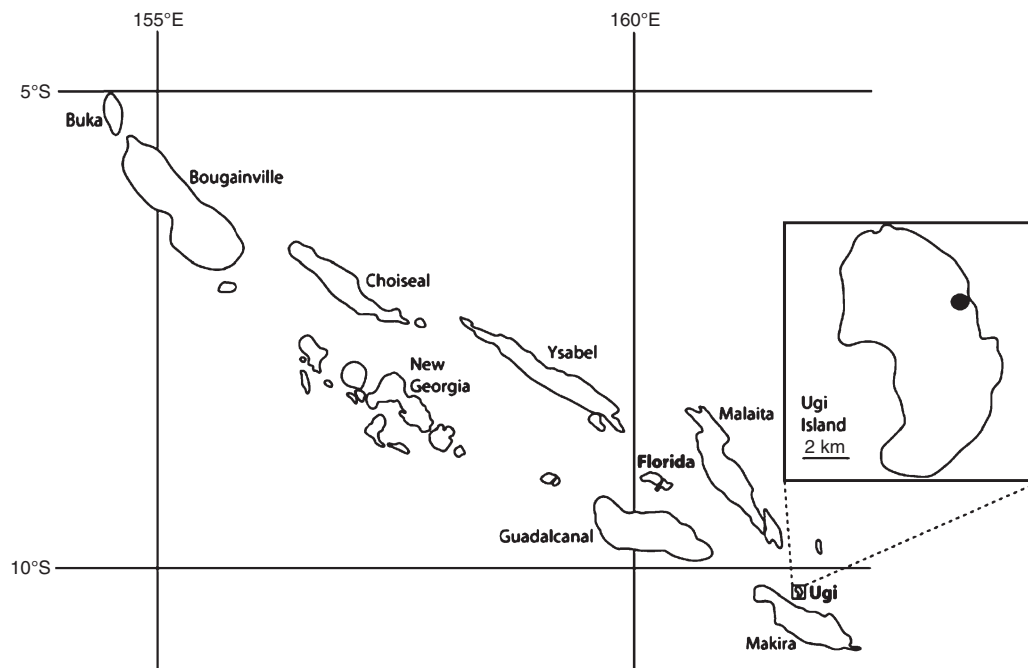 155°E
160°E
5°S
Buka
Bougainville
Choiseal
New
Georgia
Ysabel
Malaita
Ugi
Island
2 km
Florida
Guadalcanal
10°S
Ugi
Makira